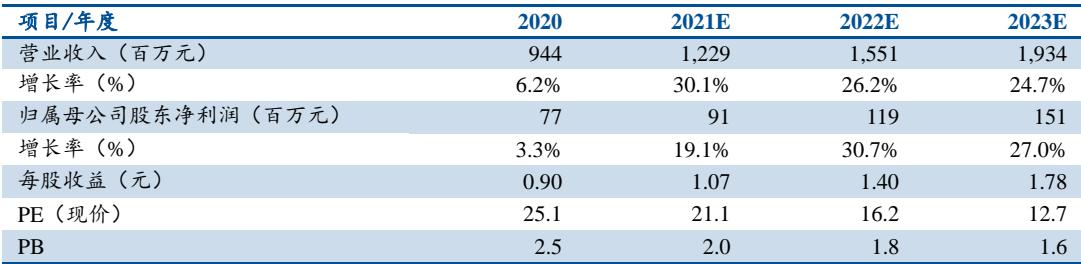 项目/年度 2020 2021E 2022E 2023E
营业收入（百万元） 944 1,229 1,551 1,934
增长率（%） 6.2% 30.1% 26.2% 24.7%
归属母公司股东净利润（百万元） 77 91 119 151
增长率（%） 3.3% 19.1% 30.7% 27.0%
每股收益（元） 0.90 1.07 1.40 1.78
PE（现价） 25.1 21.1 16.2 12.7
PB 2.5 2.0 1.8 1.6